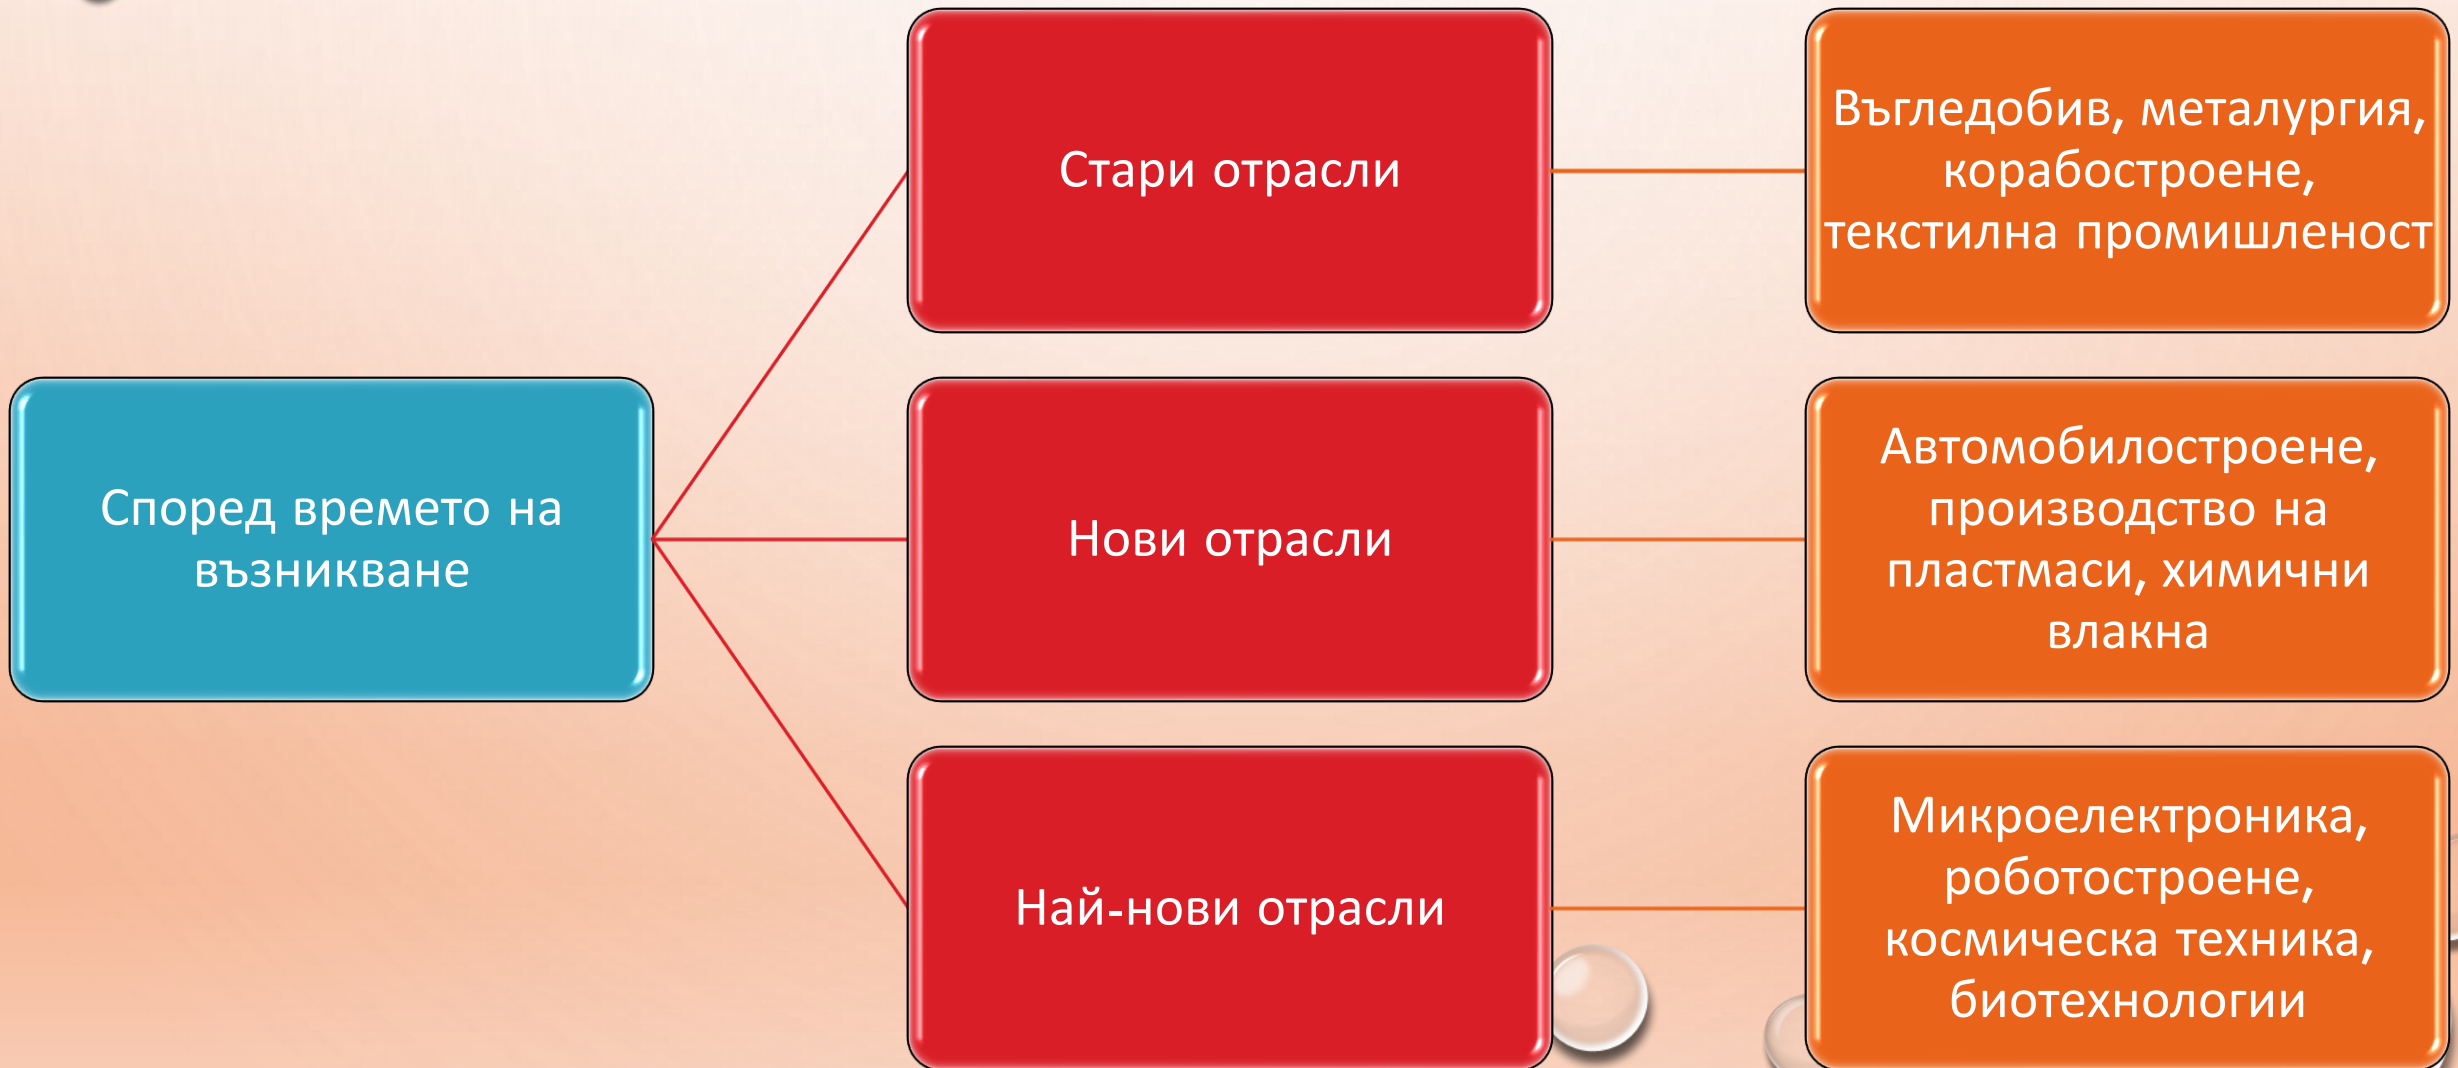 Според времето на
възникване
Стари отрасли
Въгледобив, металургия,
корабостроене,
текстилна промишленост
Нови отрасли
Автомобилостроене,
производство на
пластмаси, химични
влакна
Най-нови отрасли
Микроелектроника,
роботостроене,
космическа техника,
биотехнологии